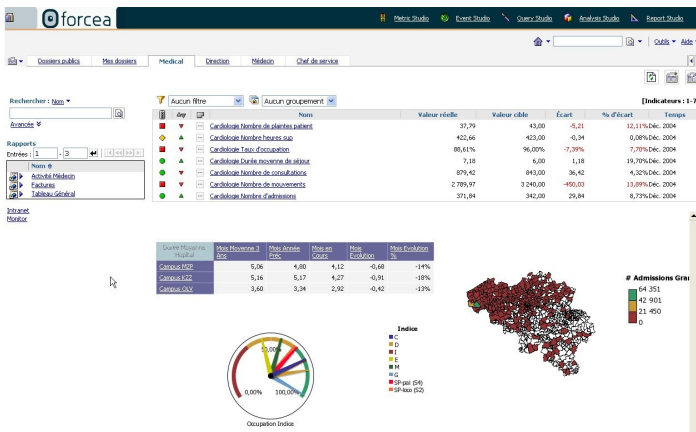 forcea
Metric Studio Event Studio Query Studio Analysis Studio Report Studio
Outils Aide
Dossiers publics Mes dossiers Medical Direction Médecin Chef de service
Rechercher : Nom
Aucun filtre Aucun groupement [Indicateurs : 1-7
Nom Valeur réelle Valeur cible Écart % d'écart Temps
Avancée
Cardiologie Nombre de plaintes patient 37,79 43,00 -5,21 12,11% Déc. 2004
Cardiologie Nombre heures sup 422,66 423,00 -0,34 0,08% Déc. 2004
Cardiologie Taux d'occupation 88,61% 96,00% -7,39% 7,70% Déc. 2004
Cardiologie Durée moyenne de séjour 7,18 6,00 1,18 19,70% Déc. 2004
Cardiologie Nombre de consultations 879,42 843,00 36,42 4,32% Déc. 2004
Cardiologie Nombre de mouvements 2 789,97 3 240,00 -450,03 13,89% Déc. 2004
Cardiologie Nombre d'admissions 371,84 342,00 29,84 8,73% Déc. 2004
Rapports
Entrées : 1 - 3
Nom
Activité Médecin
Factures
Tableau Général
Intranet
Monitor
Durée Moyenne Hopital Mois Movenne 3 Ans Mois Année Préc Mois en Cours Mois Evolution Mois Evolution %
Campus MZP 5,06 4,80 4,12 -0,68 -14%
Campus KZZ 5,16 5,17 4,27 -0,91 -18%
Campus OLV 3,60 3,34 2,92 -0,42 -13%
# Admissions Gran
64 351
42 901
21 450
0
Indice
C
D
I
E
M
G
SP-pal (S4)
SP-loco (S2)
50,00%
0,00% 100,00%
Occupation Indice